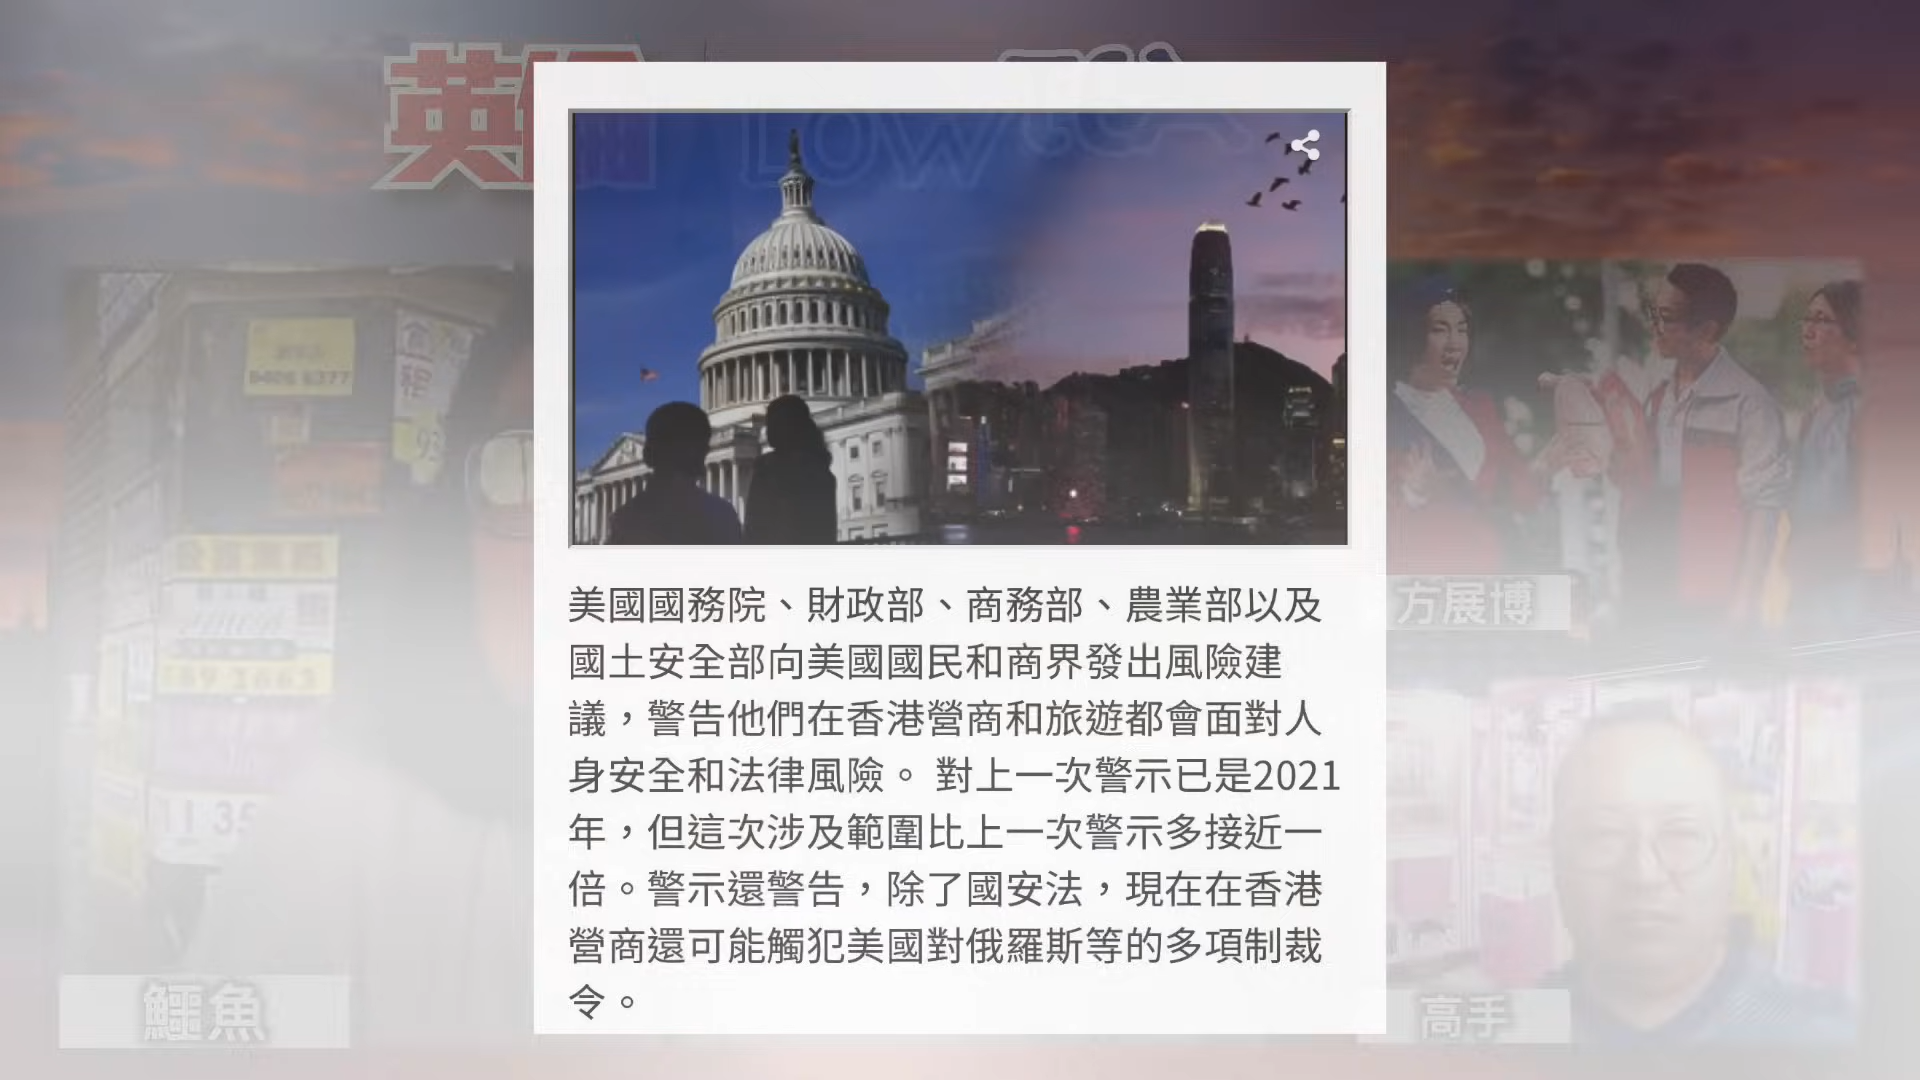 英
Low
美國國務院、財政部、商務部、農業部以及
國土安全部向美國國民和商界發出風險建
議，警告他們在香港營商和旅遊都會面對人
身安全和法律風險。 對上一次警示已是2021
年，但這次涉及範圍比上一次警示多接近一
倍。警示還警告，除了國安法，現在在香港
營商還可能觸犯美國對俄羅斯等的多項制裁
令。
方展博
鱷魚
高手